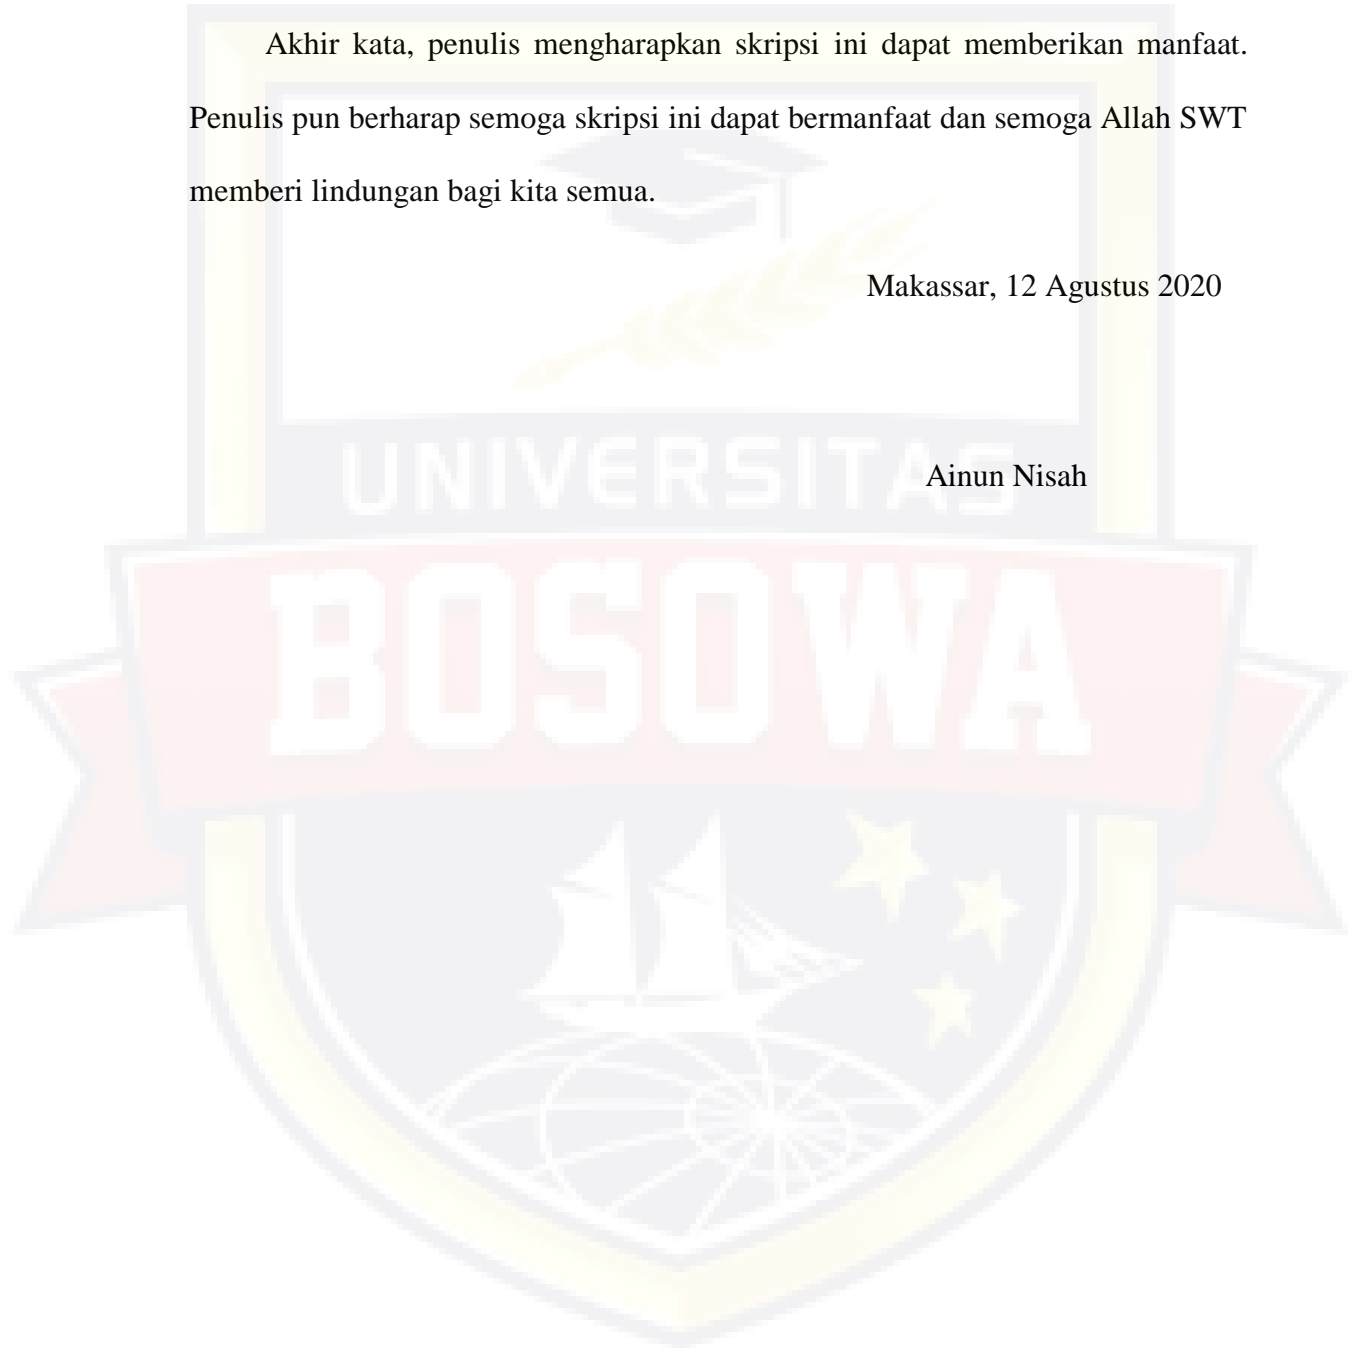 Akhir kata, penulis mengharapkan skripsi ini dapat memberikan manfaat.
Penulis pun berharap semoga skripsi ini dapat bermanfaat dan semoga Allah SWT
memberi lindungan bagi kita semua.
Makassar, 12 Agustus 2020
Ainun Nisah
UNIVERSITAS
BOSOWA